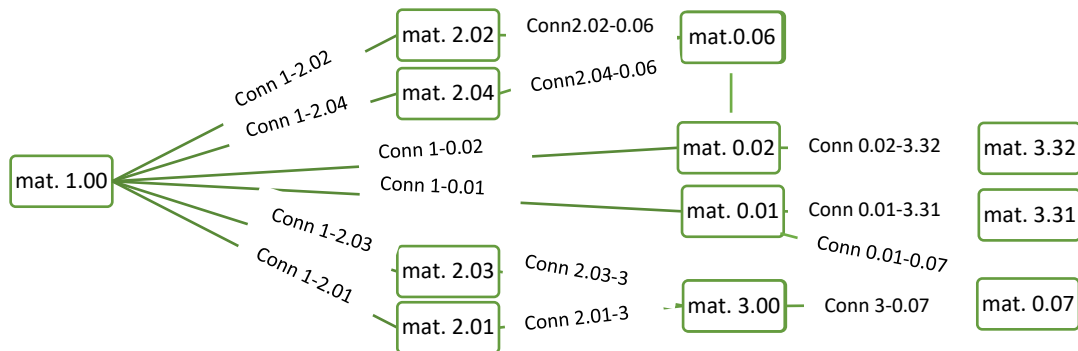 mat. 2.02
Conn2.02-0.06
mat.0.06
Conn 1-2.02
mat. 2.04
Conn2.04-0.06
Conn 1-2.04
Conn 1-0.02
mat. 0.02
Conn 0.02-3.32
mat. 3.32
mat. 1.00
Conn 1-0.01
mat. 0.01
Conn 0.01-3.31
mat. 3.31
Conn 1-2.03
Conn 0.01-0.07
mat. 2.03
Conn 2.03-3
Conn 1-2.01
mat. 3.00
Conn 3-0.07
mat. 0.07
mat. 2.01
Conn 2.01-3